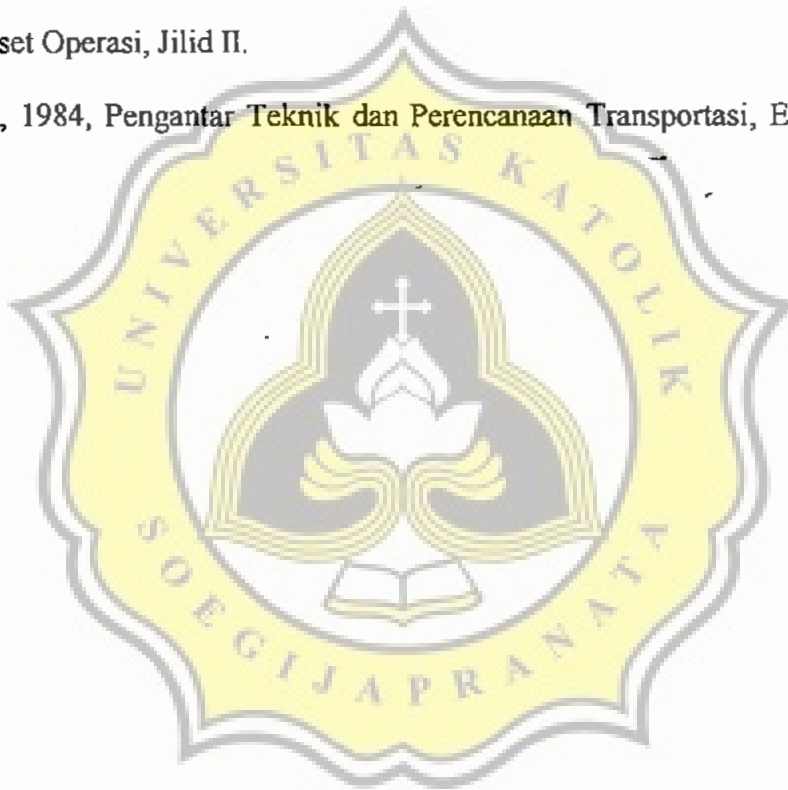 set Operasi, Jilid II.
, 1984, Pengantar Teknik dan Perencanaan Transportasi, E
UNIVERSITAS KATOLIK
SOEGIJAPRANATA